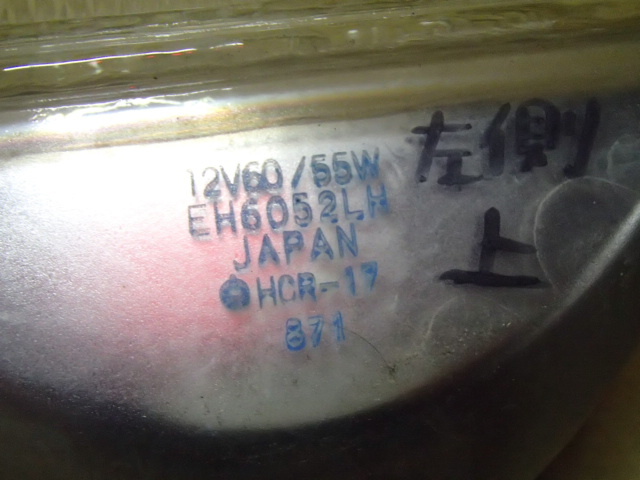 12V60/55W
EH6052LH
JAPAN
HCR-17
871
左側
上